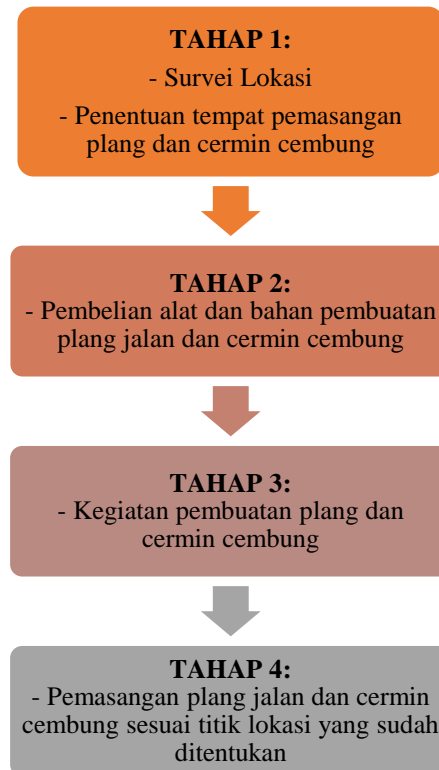 TAHAP 1:
- Survei Lokasi
- Penentuan tempat pemasangan
plang dan cermin cembung
TAHAP 2:
- Pembelian alat dan bahan pembuatan
plang jalan dan cermin cembung
TAHAP 3:
- Kegiatan pembuatan plang dan
cermin cembung
TAHAP 4:
- Pemasangan plang jalan dan cermin
cembung sesuai titik lokasi yang sudah
ditentukan